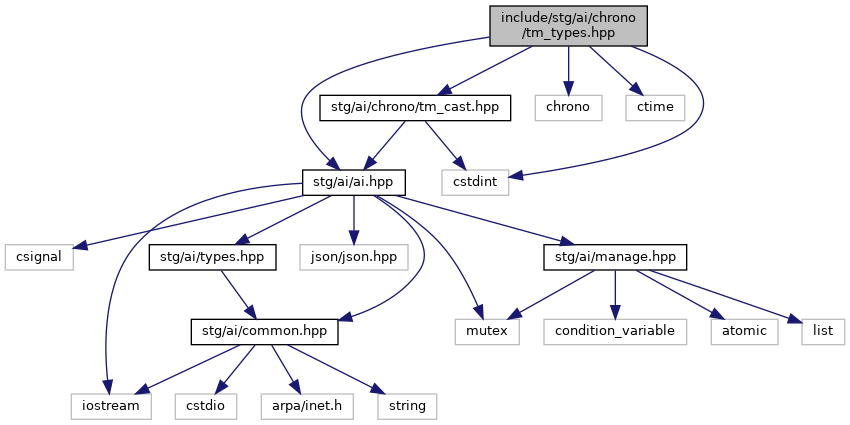 include/stg/ai/chrono
/tm_types.hpp
stg/ai/chrono/tm_cast.hpp
chrono
ctime
stg/ai/ai.hpp
cstdint
csignal
stg/ai/types.hpp
json/json.hpp
stg/ai/manage.hpp
stg/ai/common.hpp
mutex
condition_variable
atomic
list
iostream
cstdio
arpa/inet.h
string